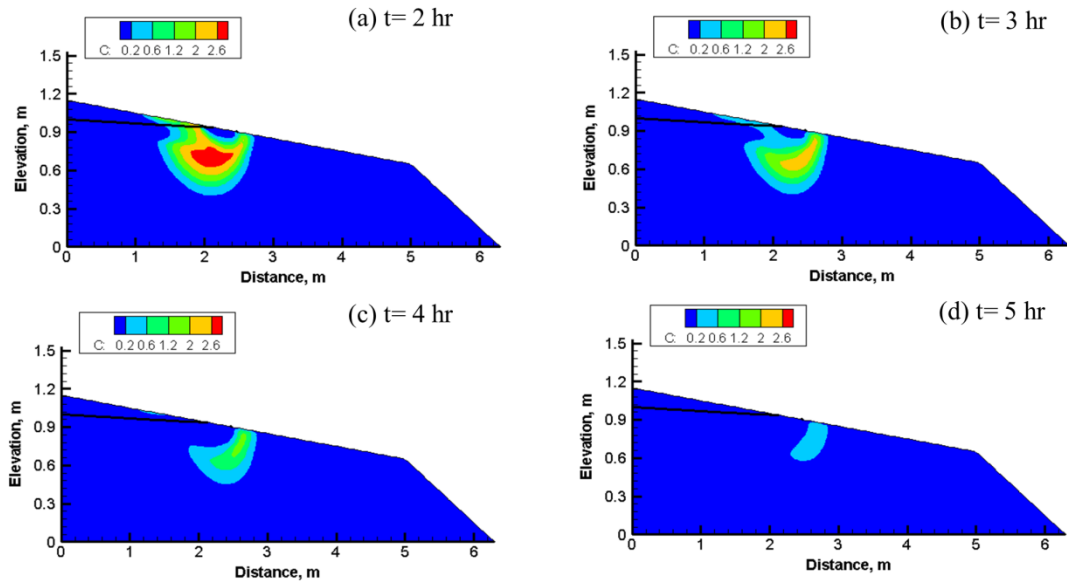 (a) t= 2 hr
C: 0.2 0.6 1.2 2 2.6
Elevation, m
1.5
1.2
0.9
0.6
0.3
0
0 1 2 3 4 5 6
Distance, m
(b) t= 3 hr
C: 0.2 0.6 1.2 2 2.6
Elevation, m
1.5
1.2
0.9
0.6
0.3
0
0 1 2 3 4 5 6
Distance, m
(c) t= 4 hr
C: 0.2 0.6 1.2 2 2.6
Elevation, m
1.5
1.2
0.9
0.6
0.3
0
0 1 2 3 4 5 6
Distance, m
(d) t= 5 hr
C: 0.2 0.6 1.2 2 2.6
Elevation, m
1.5
1.2
0.9
0.6
0.3
0
0 1 2 3 4 5 6
Distance, m